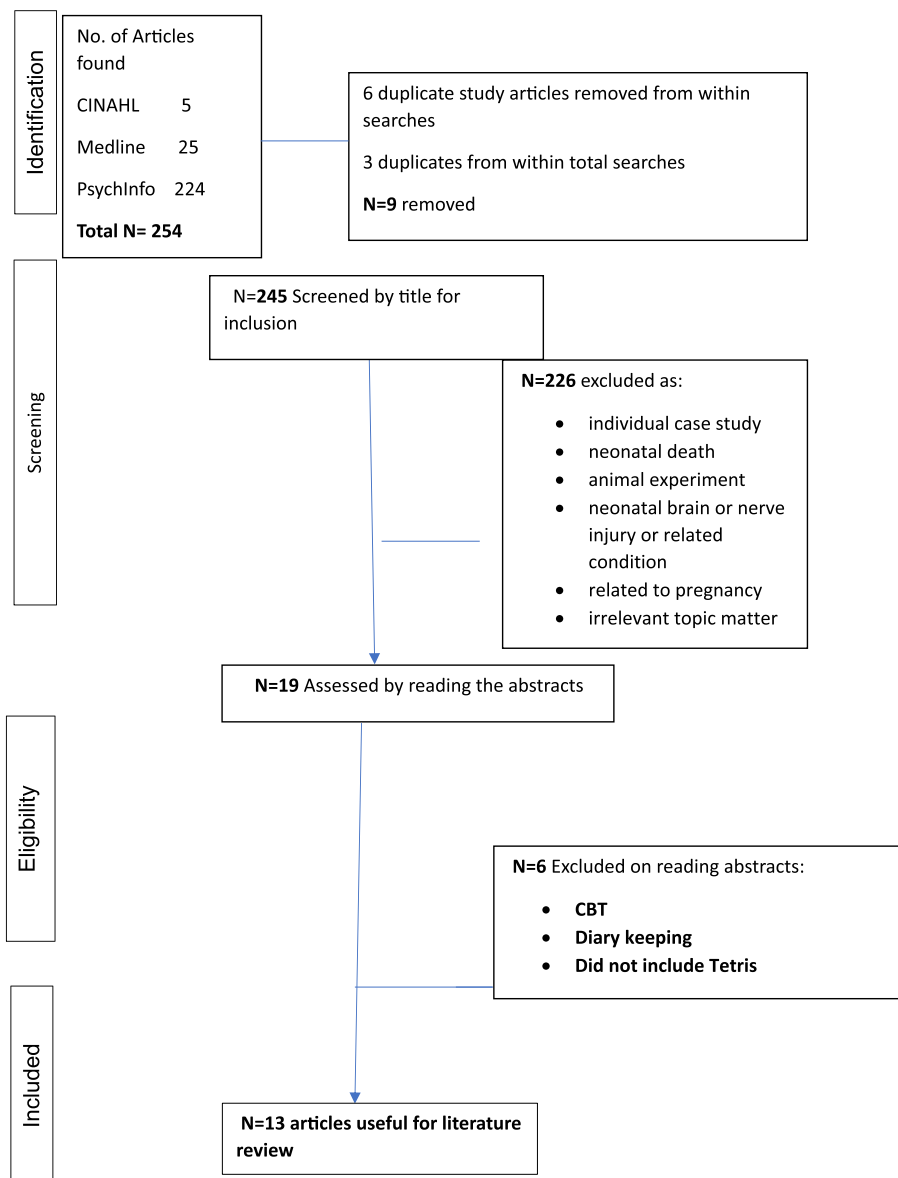 Identification
No. of Articles
found
CINAHL 5
Medline 25
PsychInfo 224
Total N= 254
6 duplicate study articles removed from within
searches
3 duplicates from within total searches
N=9 removed
Screening
N=245 Screened by title for
inclusion
N=226 excluded as:
• individual case study
• neonatal death
• animal experiment
• neonatal brain or nerve
injury or related
condition
• related to pregnancy
• irrelevant topic matter
N=19 Assessed by reading the abstracts
Eligibility
N=6 Excluded on reading abstracts:
• CBT
• Diary keeping
• Did not include Tetris
Included
N=13 articles useful for literature
review